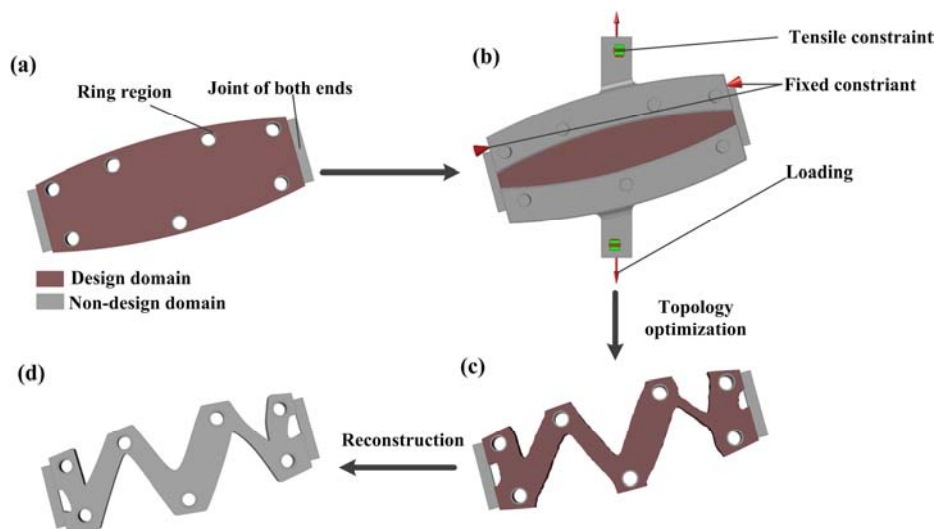 (a)
Ring region
Joint of both ends
Design domain
Non-design domain
(b)
Tensile constraint
Fixed constriant
Loading
Topology
optimization
(c)
(d)
Reconstruction